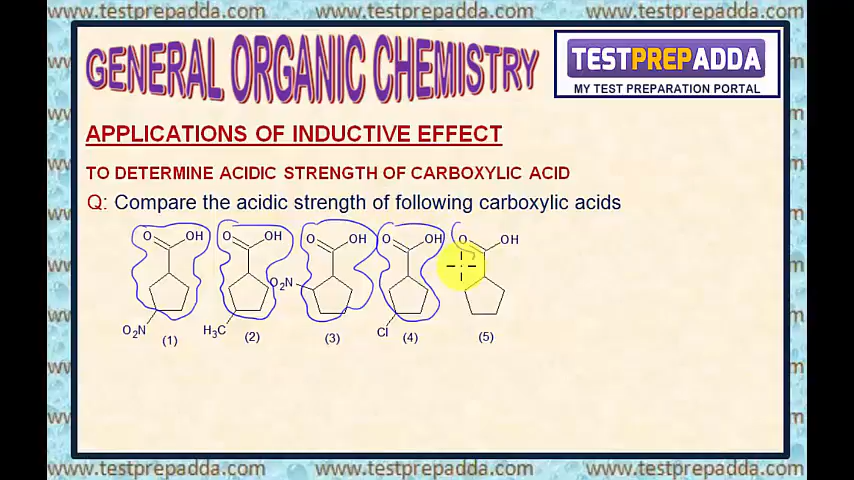 www.testprepadda.com www.testprepadda.com www.testprepadda.com
GENERAL ORGANIC CHEMISTRY
TESTPREPADDA
MY TEST PREPARATION PORTAL
APPLICATIONS OF INDUCTIVE EFFECT
TO DETERMINE ACIDIC STRENGTH OF CARBOXYLIC ACID
Q: Compare the acidic strength of following carboxylic acids
O OH O OH O OH O OH O OH
O₂N
O₂N H₃C Cl
(1) (2) (3) (4) (5)
www.testprepadda.com www.testprepadda.com www.testprepadda.com